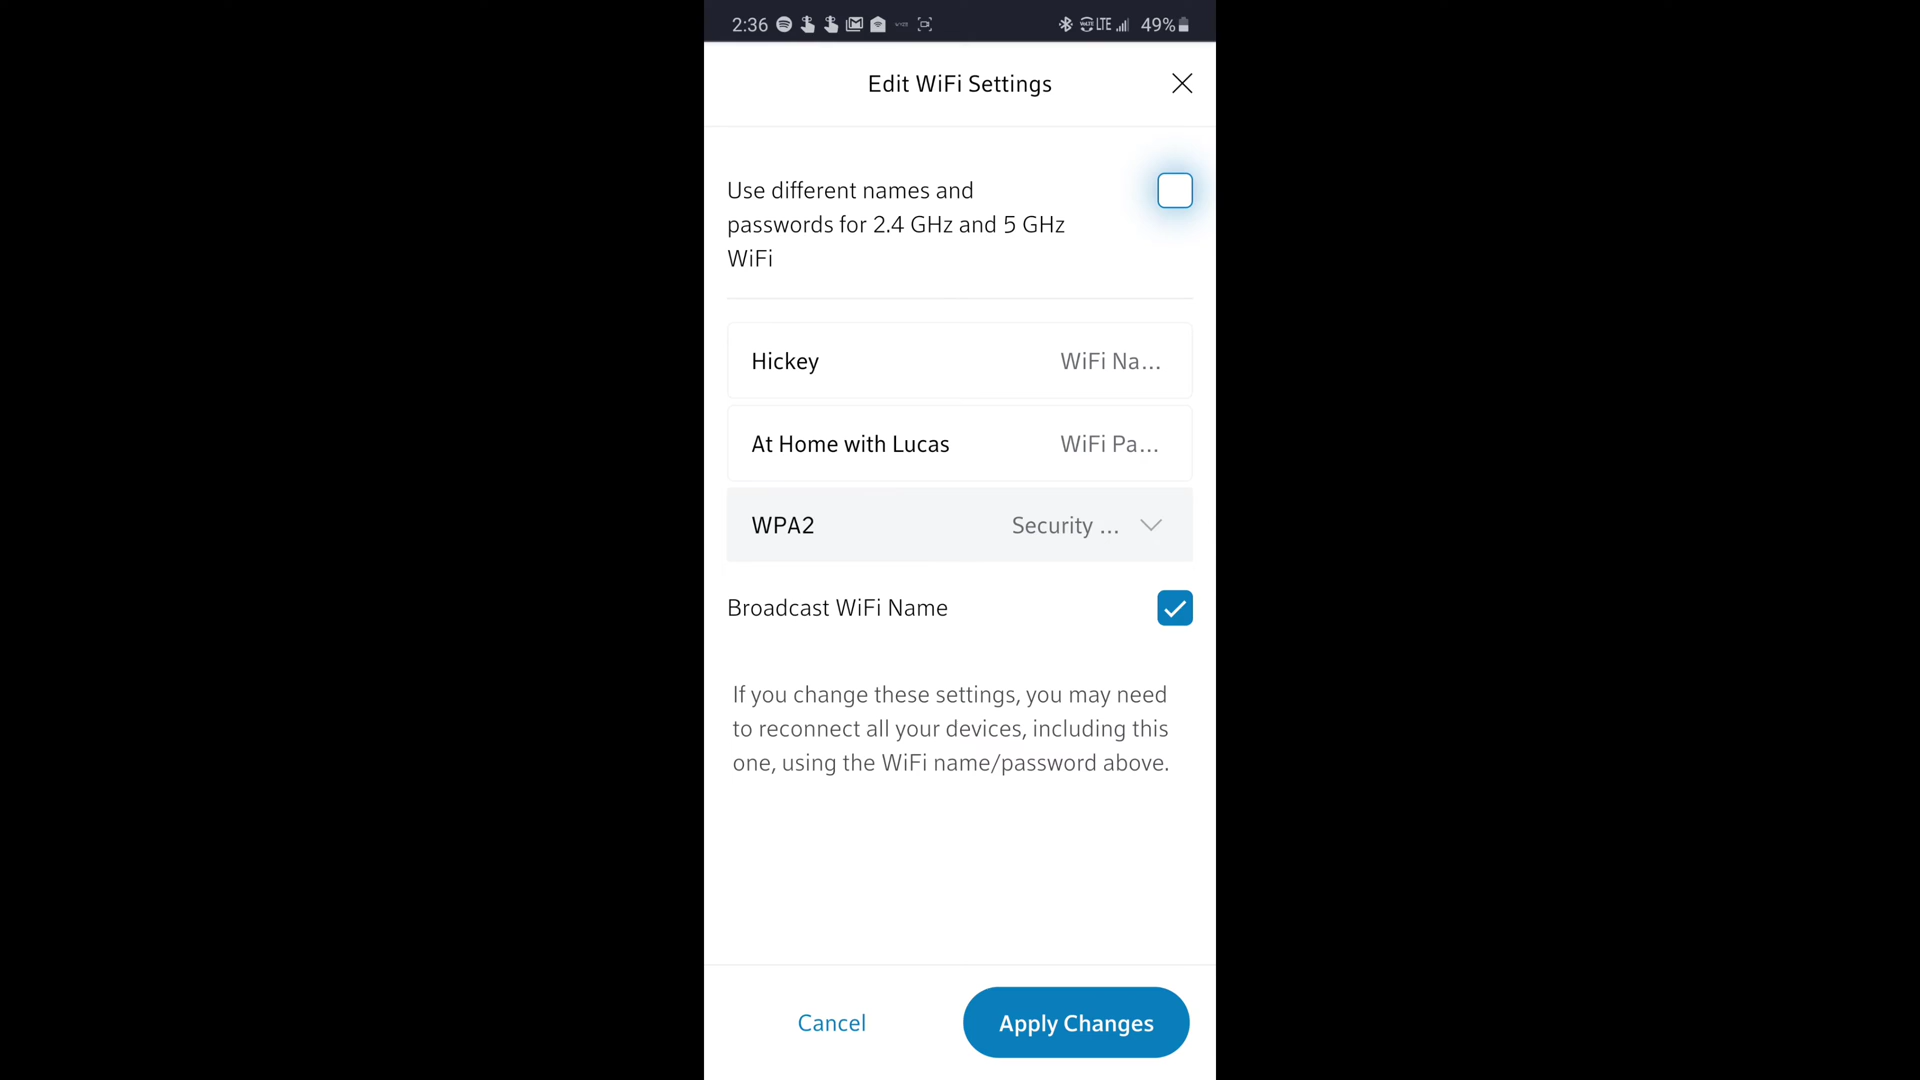 2:36 LTE 49%
Edit WiFi Settings
Use different names and
passwords for 2.4 GHz and 5 GHz
WiFi
Hickey WiFi Na...
At Home with Lucas WiFi Pa...
WPA2 Security ...
Broadcast WiFi Name
If you change these settings, you may need
to reconnect all your devices, including this
one, using the WiFi name/password above.
Cancel Apply Changes